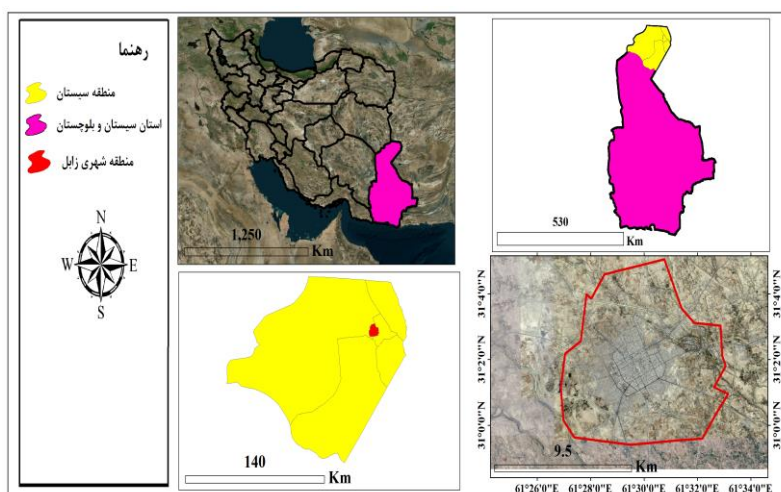 رهنما
منطقه سیستان
استان سیستان و بلوچستان
منطقه شهری زابل
N
W E
S
1,250
Km
530
Km
140
Km
31°4'0"N
31°2'0"N
31°0'0"N
31°4'0"N
31°2'0"N
31°0'0"N
9.5
Km
61°26'0"E 61°28'0"E 61°30'0"E 61°32'0"E 61°34'0"E